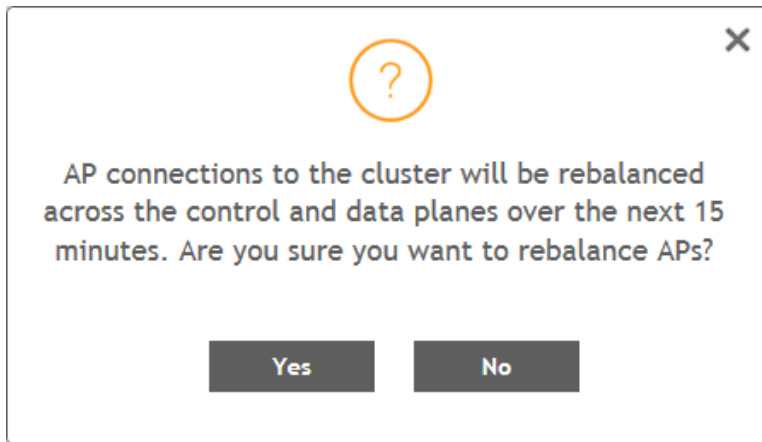 ?
AP connections to the cluster will be rebalanced
across the control and data planes over the next 15
minutes. Are you sure you want to rebalance APs?
Yes No